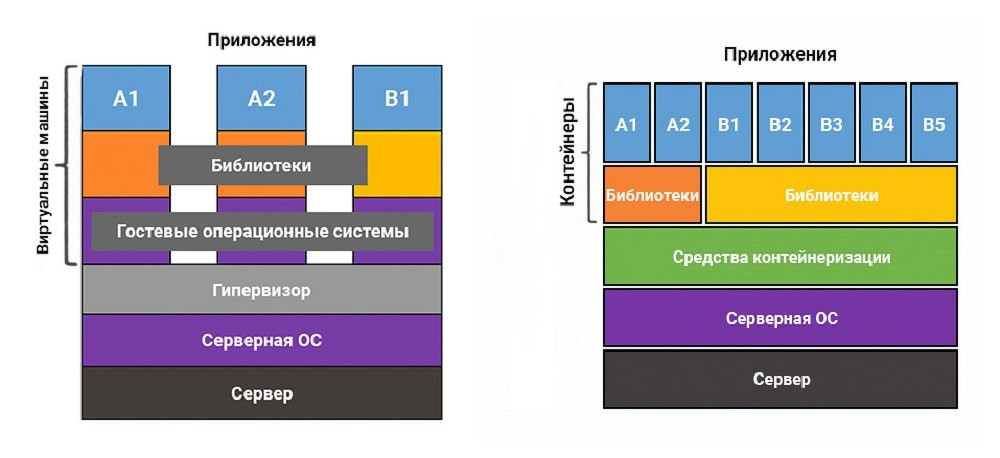 Приложения
Виртуальные машины
A1
A2
B1
Библиотеки
Гостевые операционные системы
Гипервизор
Серверная ОС
Сервер
Приложения
Контейнеры
A1
A2
B1
B2
B3
B4
B5
Библиотеки
Библиотеки
Средства контейнеризации
Серверная ОС
Сервер